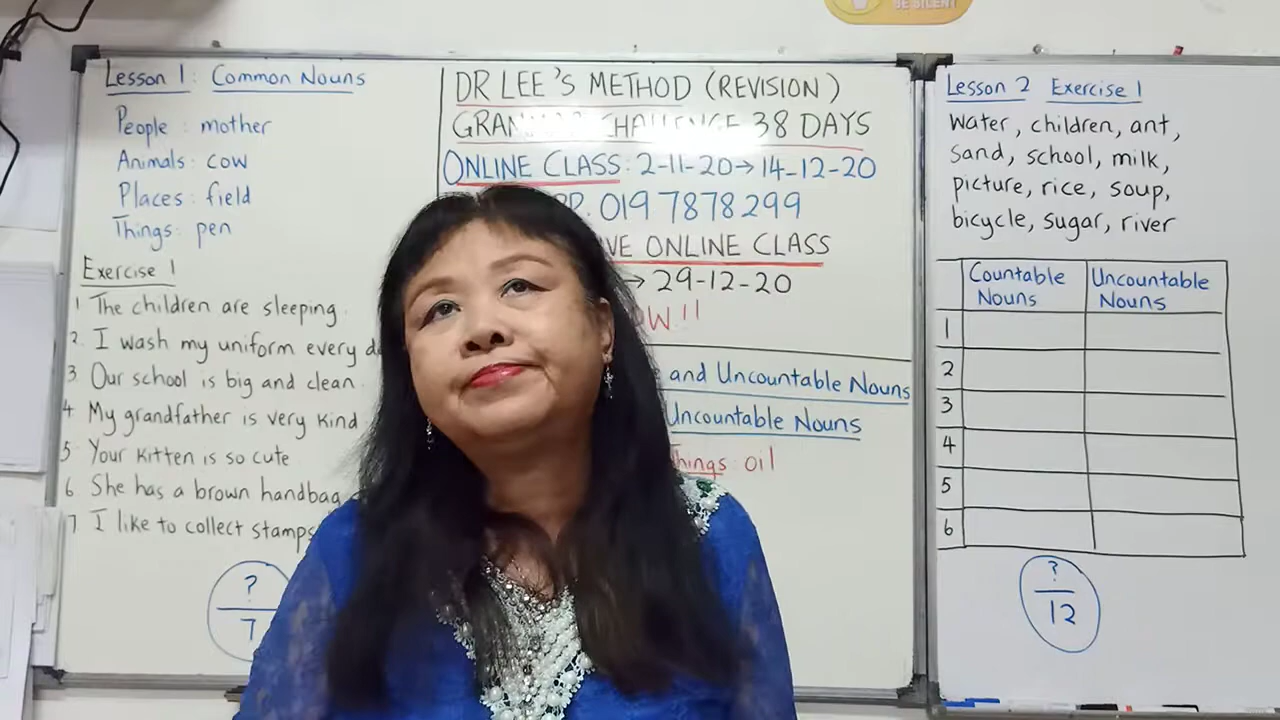 BE SILENT
Lesson 1 : Common Nouns
People : mother
Animals : cow
Places : field
Things : pen
Exercise 1
1 The children are sleeping.
2. I wash my uniform every
3. Our school is big and clean.
4 My grandfather is very kind
5 Your kitten is so cute
6 She has a brown handbag
7 I like to collect stamps
?
7
DR LEE'S METHOD (REVISION)
38 DAYS
ONLINE CLASS : 2-11-20→14-12-20
019 7878299
ONLINE CLASS
→ 29-12-20
and Uncountable Nouns
Uncountable Nouns
Things : oil
Lesson 2 Exercise 1
water, children, ant,
sand, school, milk,
picture, rice, soup,
bicycle, sugar, river
Countable Nouns
Uncountable Nouns
1
2
3
4
5
6
?
12